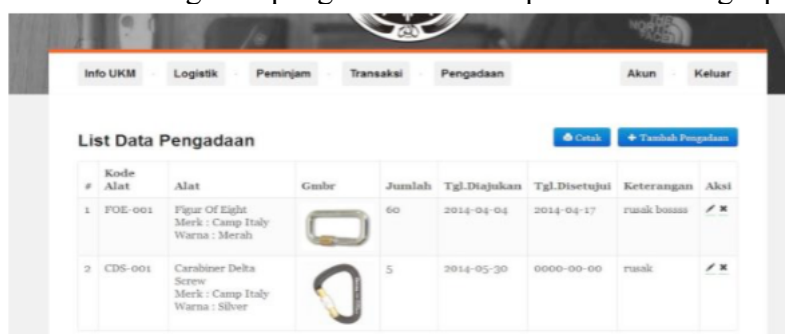 NORTH
FACE
Info UKM Logistik Peminjam Transaksi Pengadaan Akun Keluar
List Data Pengadaan
Cetak + Tambah Pengadaan
# Kode Alat Alat Gmbr Jumlah Tgl.Diajukan Tgl.Disetujui Keterangan Aksi
1 FOE-001 Figur Of Eight 60 2014-04-04 2014-04-17 rusak bossss
Merk : Camp Italy
Warna : Merah
2 CDS-001 Carabiner Delta Screw 5 2014-05-30 0000-00-00 rusak
Merk : Camp Italy
Warna : Silver